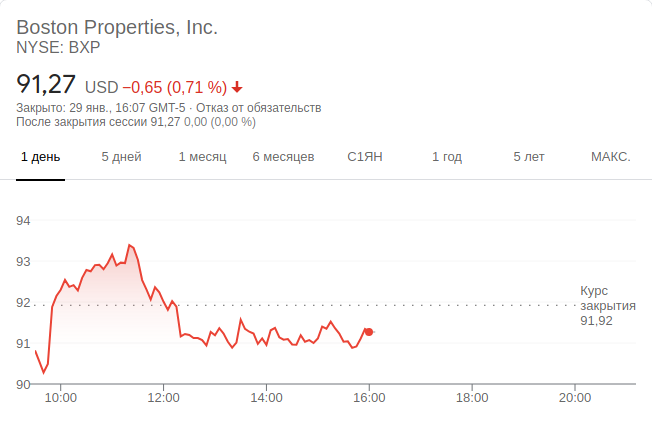 Boston Properties, Inc.
NYSE: BXP
91,27 USD −0,65 (0,71 %)
Закрыто: 29 янв., 16:07 GMT-5 · Отказ от обязательств
После закрытия сессии 91,27 0,00 (0,00 %)
1 день 5 дней 1 месяц 6 месяцев С1ЯН 1 год 5 лет МАКС.
94
93
92
91
90
Курс
закрытия
91,92
10:00 12:00 14:00 16:00 18:00 20:00